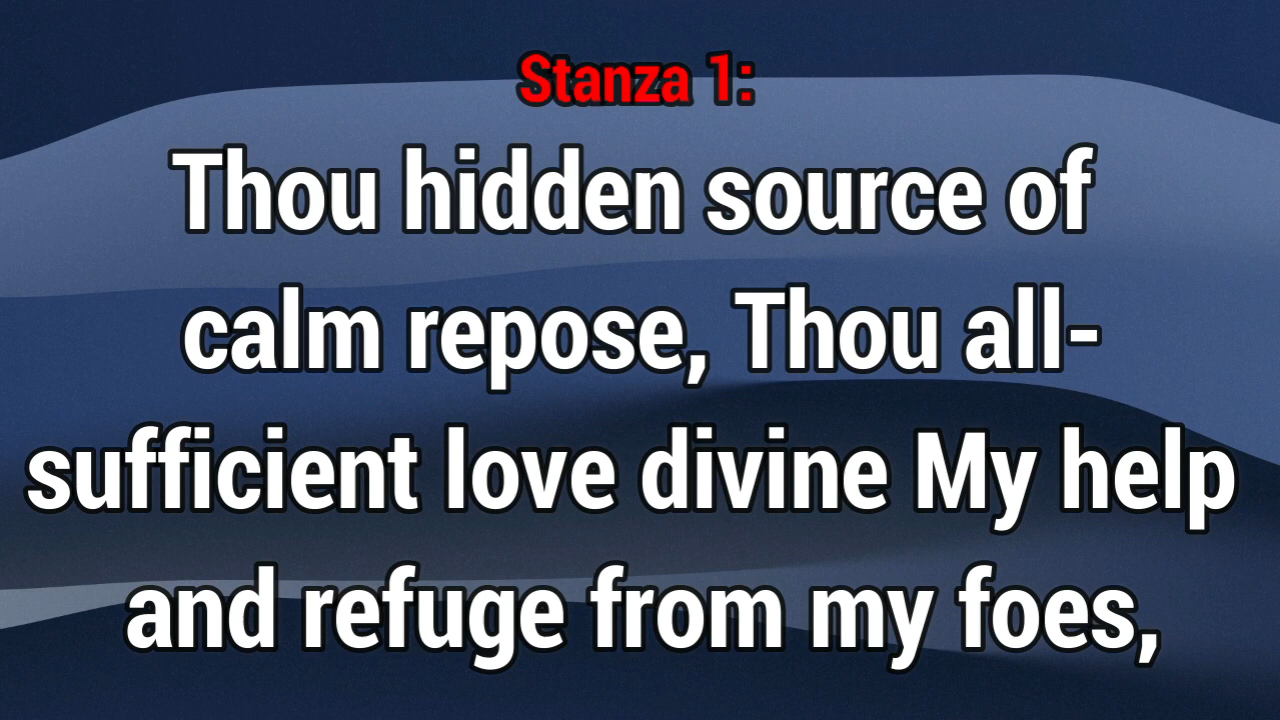 Stanza 1:
Thou hidden source of
calm repose, Thou all-
sufficient love divine My help
and refuge from my foes,